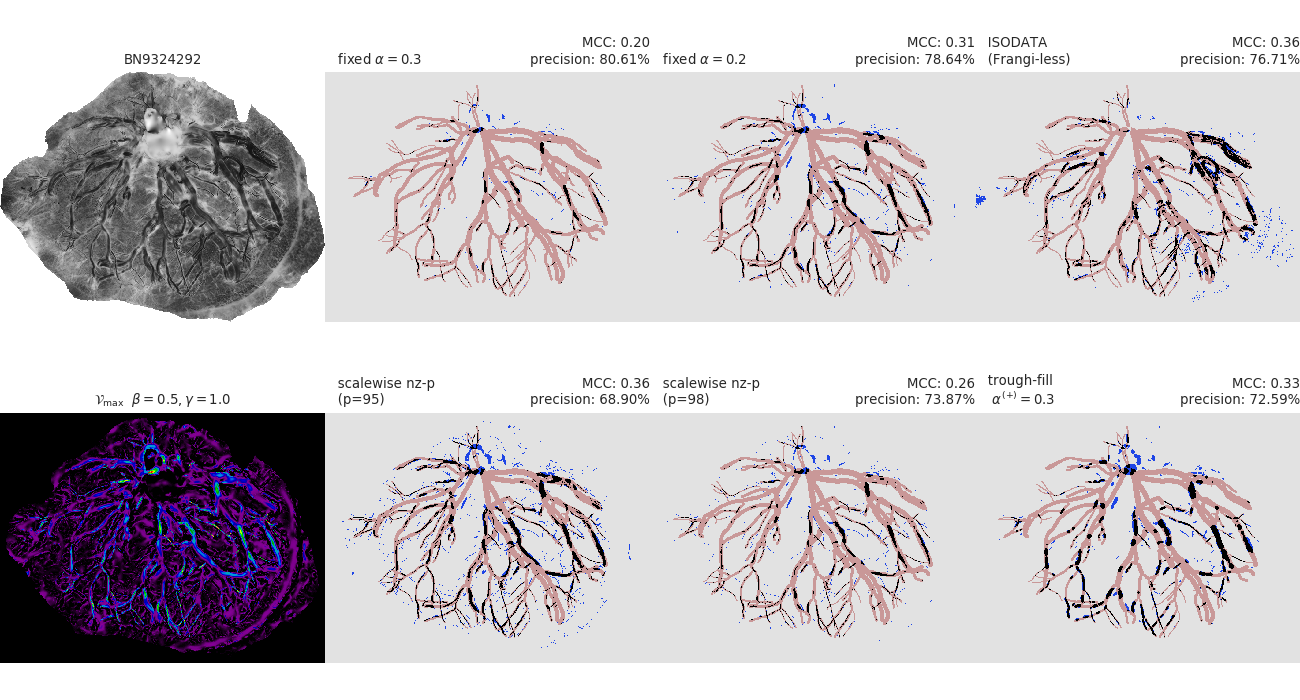 BN9324292
fixed α = 0.3
MCC: 0.20
precision: 80.61%
fixed α = 0.2
MCC: 0.31
precision: 78.64%
ISODATA
(Frangi-less)
MCC: 0.36
precision: 76.71%
𝒱max β = 0.5, γ = 1.0
scalewise nz-p
(p=95)
MCC: 0.36
precision: 68.90%
scalewise nz-p
(p=98)
MCC: 0.26
precision: 73.87%
trough-fill
α(+) = 0.3
MCC: 0.33
precision: 72.59%